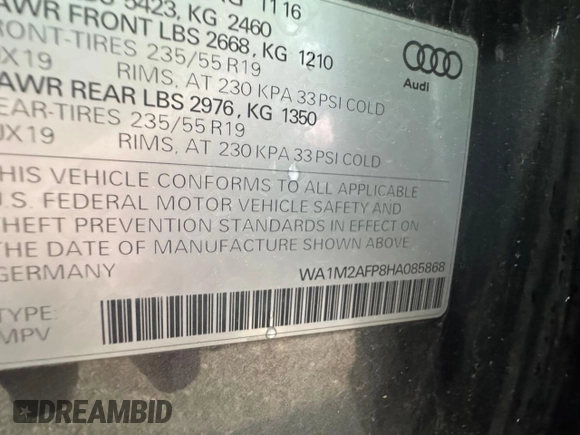 1116
5423, KG 2460
AWR FRONT LBS 2668, KG 1210
RONT-TIRES 235/55 R19
JX19 RIMS, AT 230 KPA 33 PSI COLD
AWR REAR LBS 2976, KG 1350
EAR-TIRES 235/55 R19
JX19 RIMS, AT 230 KPA 33 PSI COLD
Audi
HIS VEHICLE CONFORMS TO ALL APPLICABLE
U.S. FEDERAL MOTOR VEHICLE SAFETY AND
THEFT PREVENTION STANDARDS IN EFFECT ON
THE DATE OF MANUFACTURE SHOWN ABOVE.
GERMANY WA1M2AFP8HA085868
TYPE:
MPV
DREAMBID